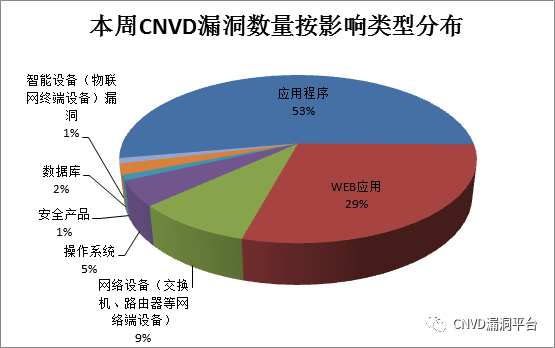 本周CNVD漏洞数量按影响类型分布
智能设备（物联
网终端设备）漏
洞
1%
应用程序
53%
数据库
2%
WEB应用
29%
安全产品
1%
操作系统
5%
网络设备（交换
机、路由器等网
络端设备）
9%
CNVD漏洞平台